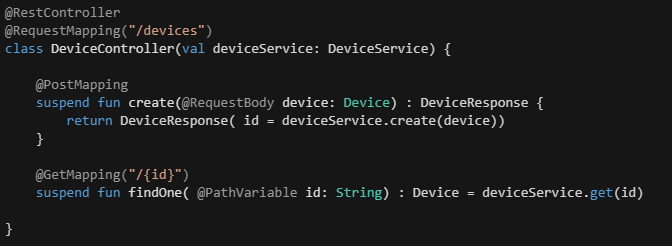 @RestController
@RequestMapping("/devices")
class DeviceController(val deviceService: DeviceService) {
@PostMapping
suspend fun create(@RequestBody device: Device) : DeviceResponse {
return DeviceResponse( id = deviceService.create(device))
}
@GetMapping("/{id}")
suspend fun findOne( @PathVariable id: String) : Device = deviceService.get(id)
}